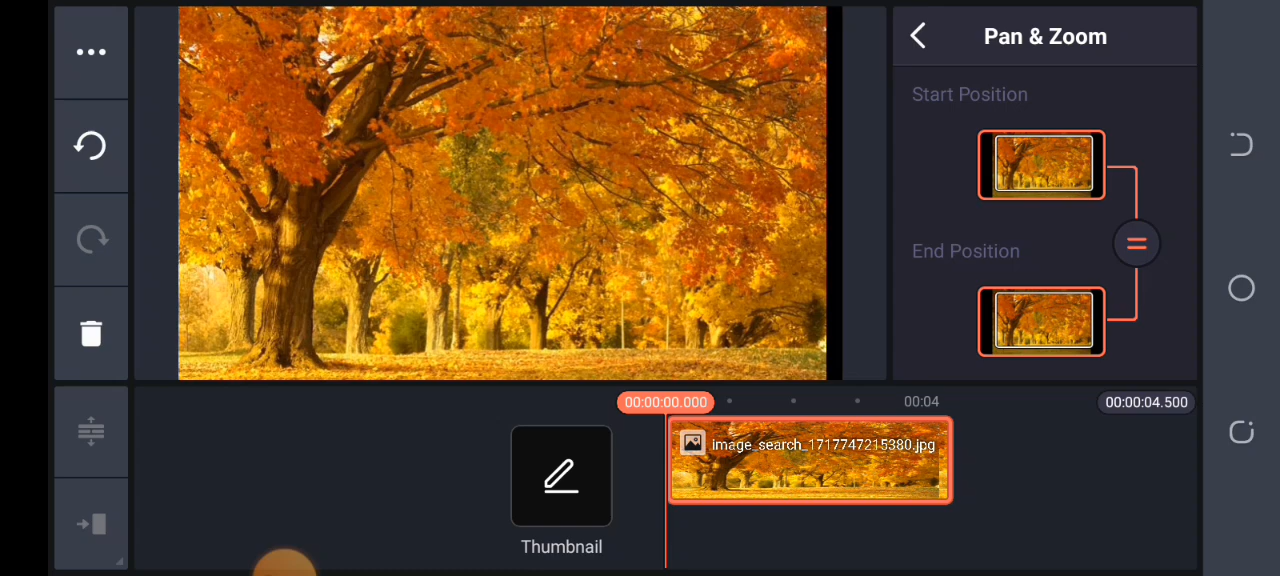 Pan & Zoom
Start Position
End Position
00:00:00.000
00:04
00:00:04.500
image_search_1717747215380.jpg
Thumbnail